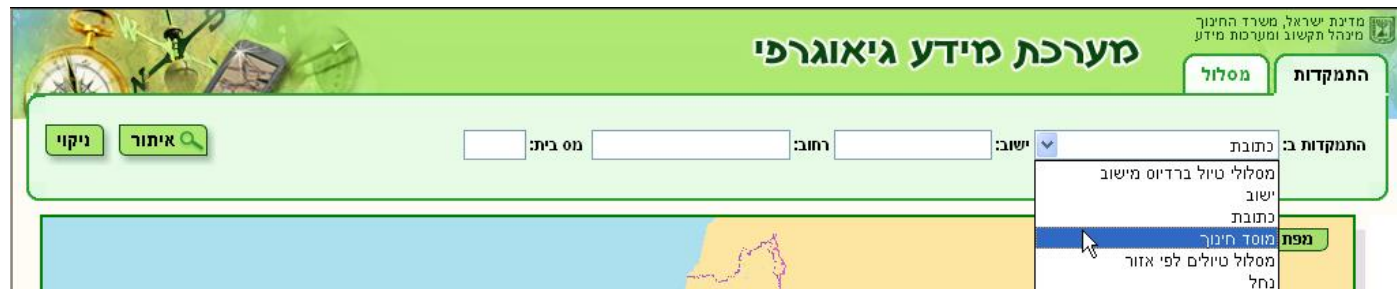 מדינת ישראל, משרד החינוך
מינהל תקשוב ומערכות מידע
מערכת מידע גיאוגרפי
התמקדות
מסלול
התמקדות ב: כתובת ישוב: רחוב: מס בית: איתור ניקוי
מסלולי טיול ברדיוס מישוב
ישוב
כתובת
מוסד חינוך
מסלול טיולים לפי אזור
נחל
מפת